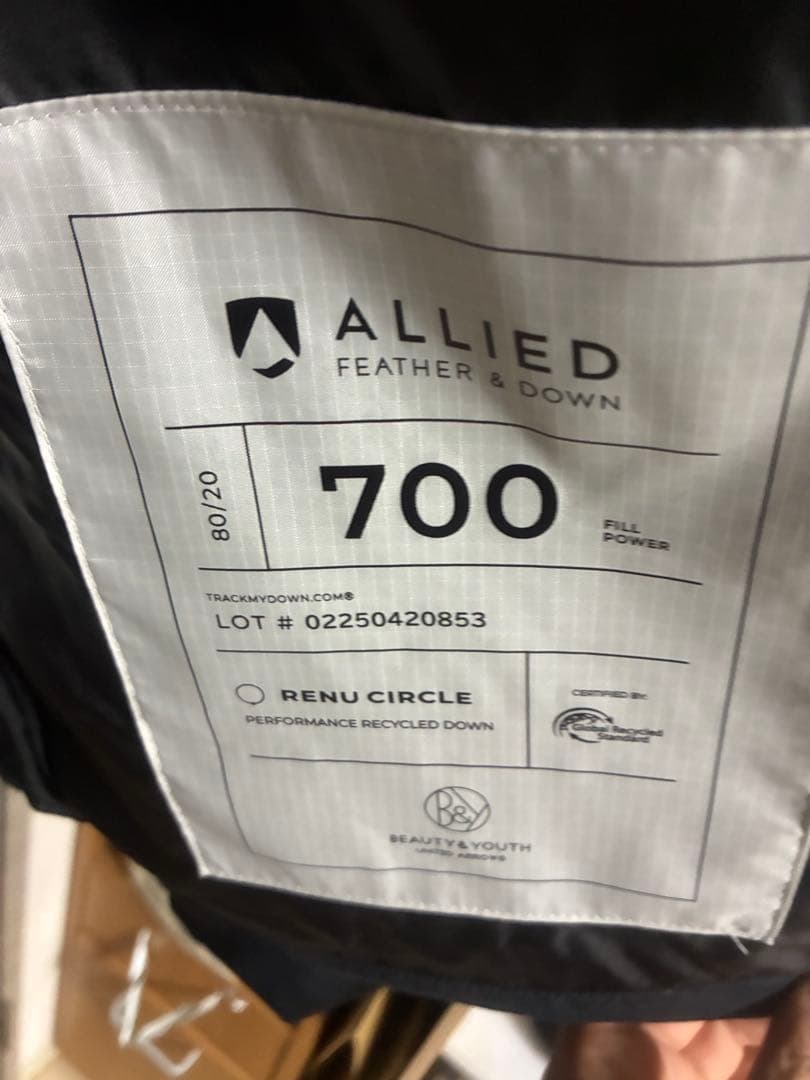 ALLIED
FEATHER & DOWN
80/20
700
FILL
POWER
TRACKMYDOWN.COM®
LOT # 02250420853
RENU CIRCLE
PERFORMANCE RECYCLED DOWN
CERTIFIED BY:
Global Recycled
Standard
B&Y
BEAUTY&YOUTH
UNITED ARROWS